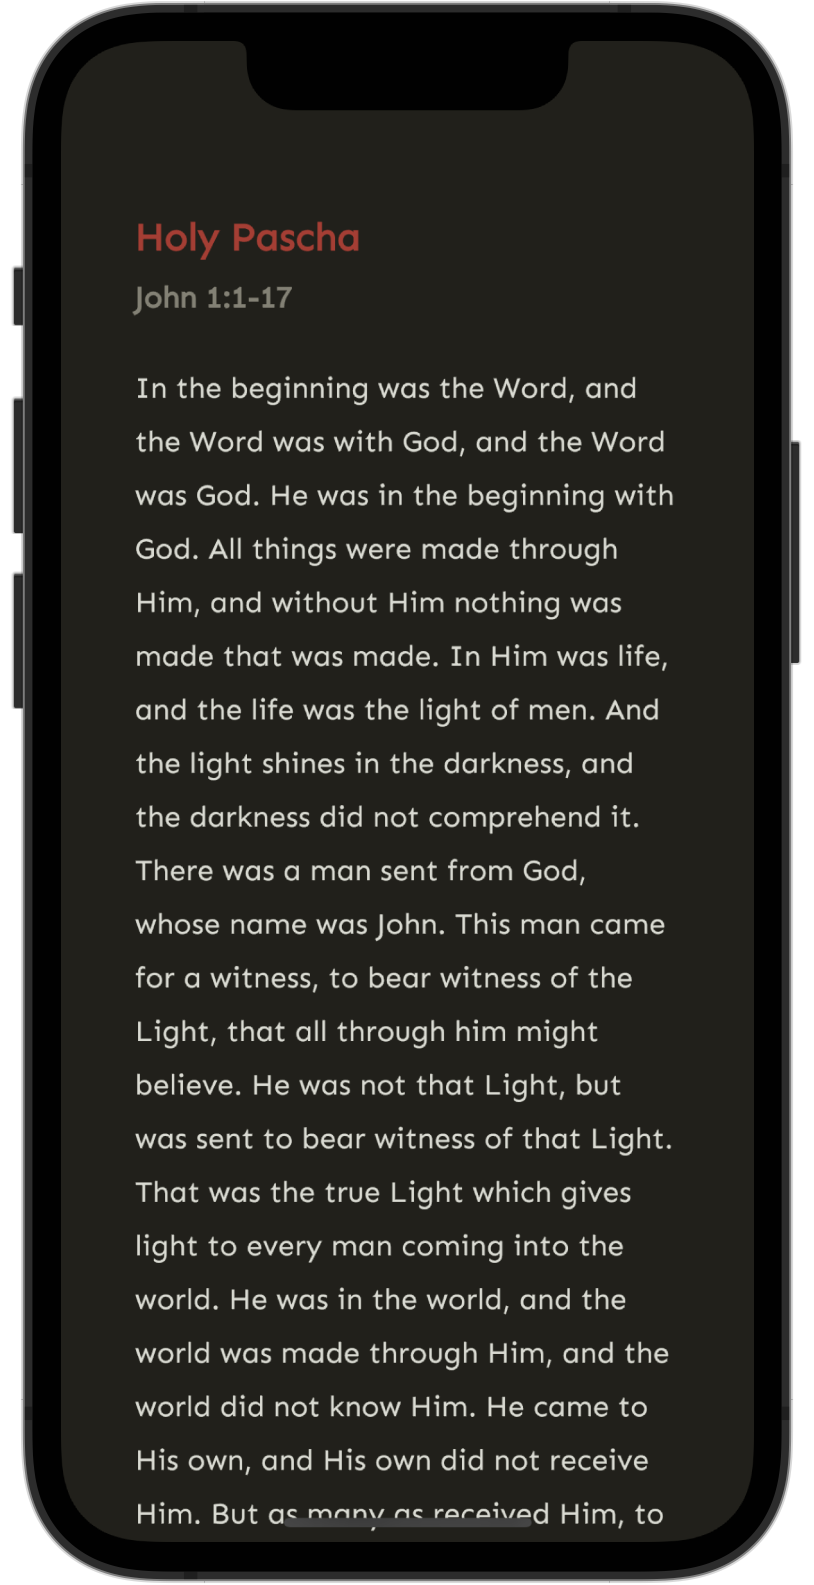 Holy Pascha
John 1:1-17
In the beginning was the Word, and
the Word was with God, and the Word
was God. He was in the beginning with
God. All things were made through
Him, and without Him nothing was
made that was made. In Him was life,
and the life was the light of men. And
the light shines in the darkness, and
the darkness did not comprehend it.
There was a man sent from God,
whose name was John. This man came
for a witness, to bear witness of the
Light, that all through him might
believe. He was not that Light, but
was sent to bear witness of that Light.
That was the true Light which gives
light to every man coming into the
world. He was in the world, and the
world was made through Him, and the
world did not know Him. He came to
His own, and His own did not receive
Him. But as many as received Him, to